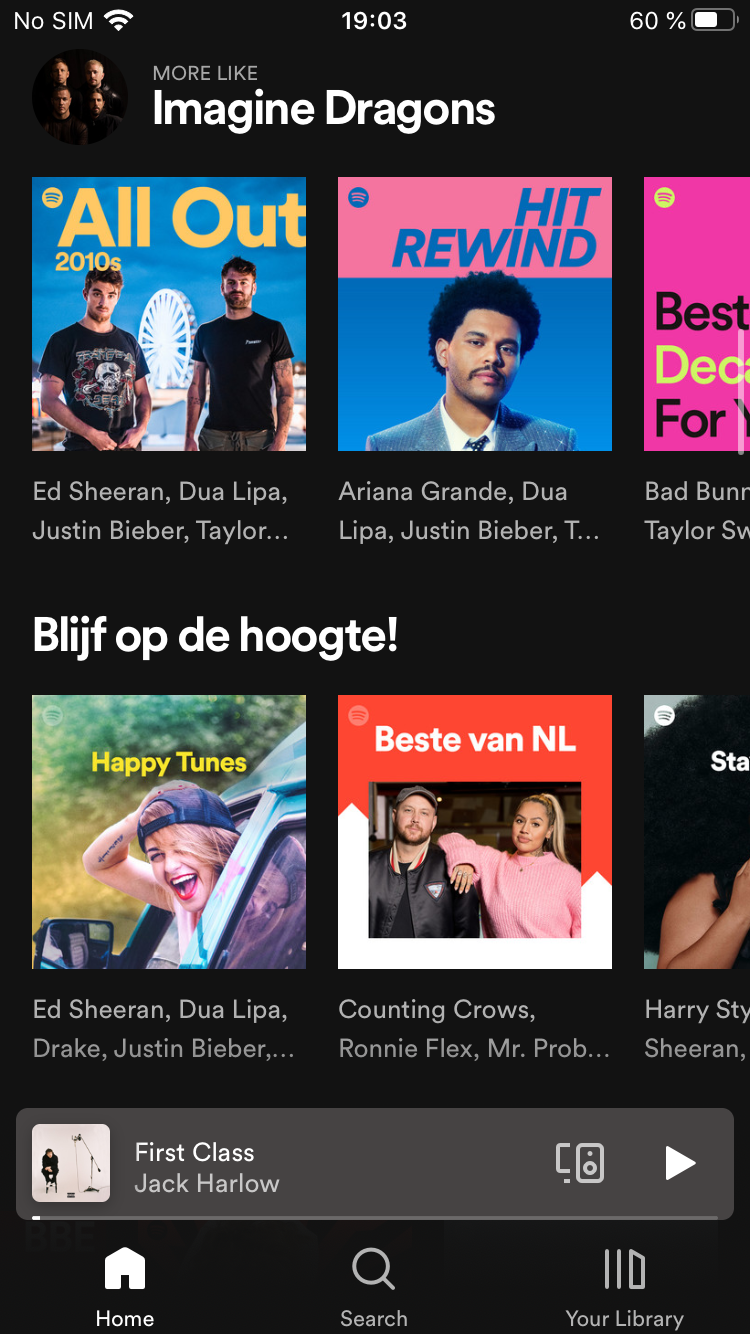 No SIM 19:03 60 %
MORE LIKE
Imagine Dragons
All Out
2010s
HIT
REWIND
Best
For
Ed Sheeran, Dua Lipa,
Justin Bieber, Taylor...
Ariana Grande, Dua
Lipa, Justin Bieber, T...
Bad Bunn
Taylor Sw
Blijf op de hoogte!
Happy Tunes
Beste van NL
Sta
Ed Sheeran, Dua Lipa,
Drake, Justin Bieber,...
Counting Crows,
Ronnie Flex, Mr. Prob...
Harry Sty
Sheeran,
First Class
Jack Harlow
Home
Search
Your Library